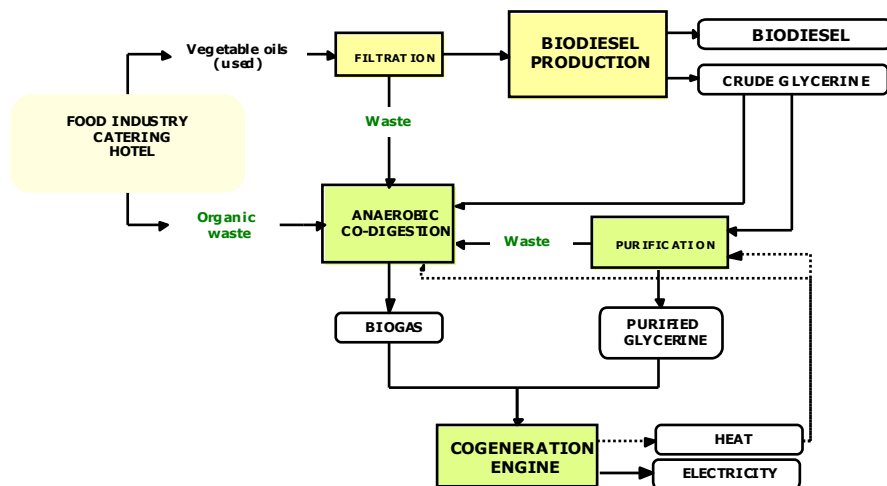 Vegetable oils
(used)
FILTRATION
BIODIESEL
PRODUCTION
BIODIESEL
CRUDE GLYCERINE
FOOD INDUSTRY
CATERING
HOTEL
Waste
Organic
waste
ANAEROBIC
CO-DIGESTION
Waste
PURIFICATION
BIOGAS
PURIFIED
GLYCERINE
COGENERATION
ENGINE
HEAT
ELECTRICITY